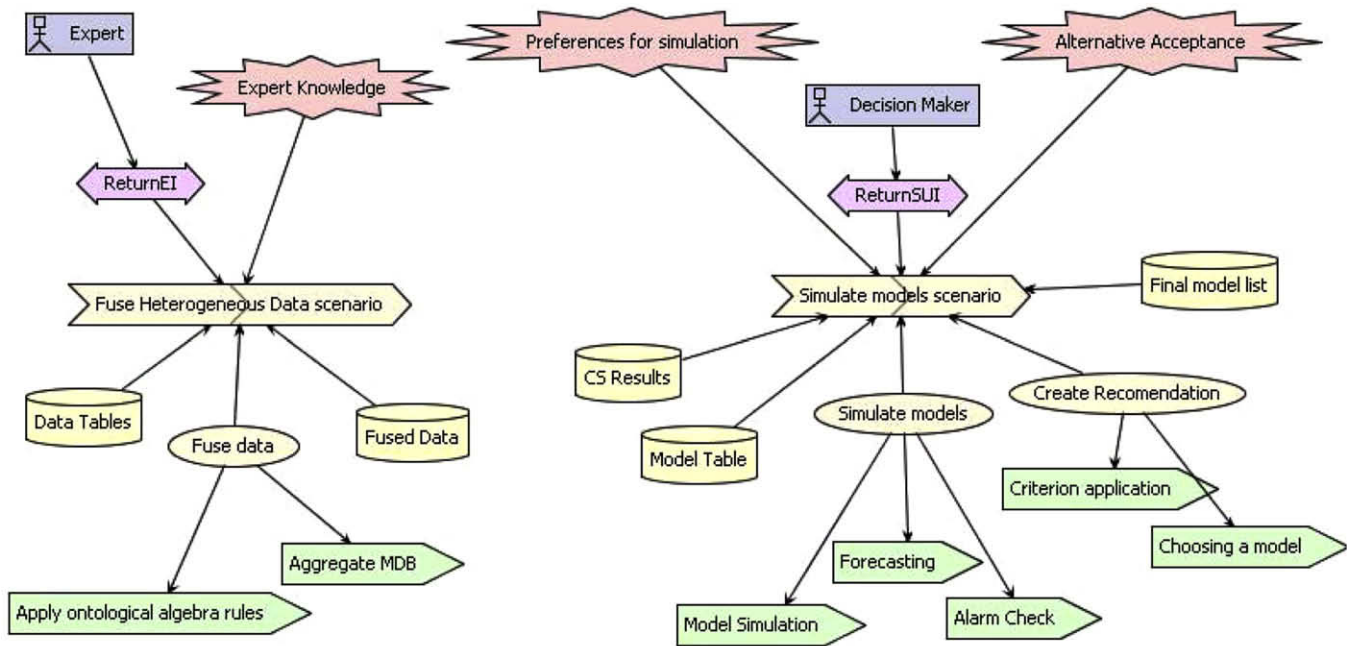 Expert
Expert Knowledge
ReturnEI
Fuse Heterogeneous Data scenario
Data Tables
Fuse data
Fused Data
Aggregate MDB
Apply ontological algebra rules
Preferences for simulation
Alternative Acceptance
Decision Maker
ReturnSUI
Simulate models scenario
Final model list
CS Results
Model Table
Simulate models
Create Recomendation
Criterion application
Choosing a model
Forecasting
Model Simulation
Alarm Check